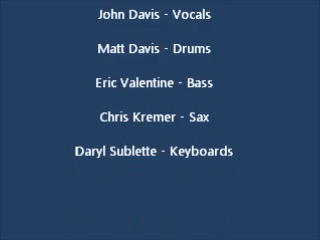 John Davis - Vocals
Matt Davis - Drums
Eric Valentine - Bass
Chris Kremer - Sax
Daryl Sublette - Keyboards